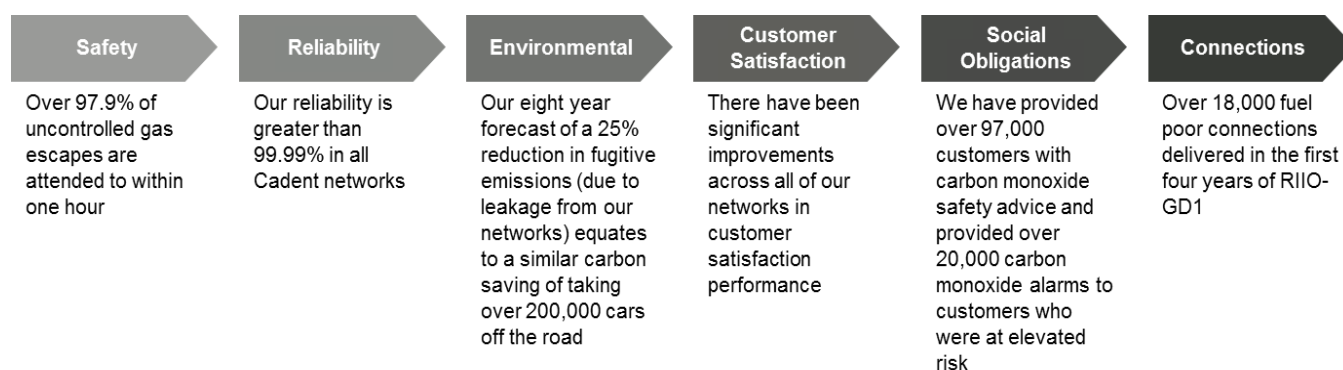 Safety
Over 97.9% of
uncontrolled gas
escapes are
attended to within
one hour
Reliability
Our reliability is
greater than
99.99% in all
Cadent networks
Environmental
Our eight year
forecast of a 25%
reduction in fugitive
emissions (due to
leakage from our
networks) equates
to a similar carbon
saving of taking
over 200,000 cars
off the road
Customer
Satisfaction
There have been
significant
improvements
across all of our
networks in
customer
satisfaction
performance
Social
Obligations
We have provided
over 97,000
customers with
carbon monoxide
safety advice and
provided over
20,000 carbon
monoxide alarms to
customers who
were at elevated
risk
Connections
Over 18,000 fuel
poor connections
delivered in the first
four years of RIIO-
GD1